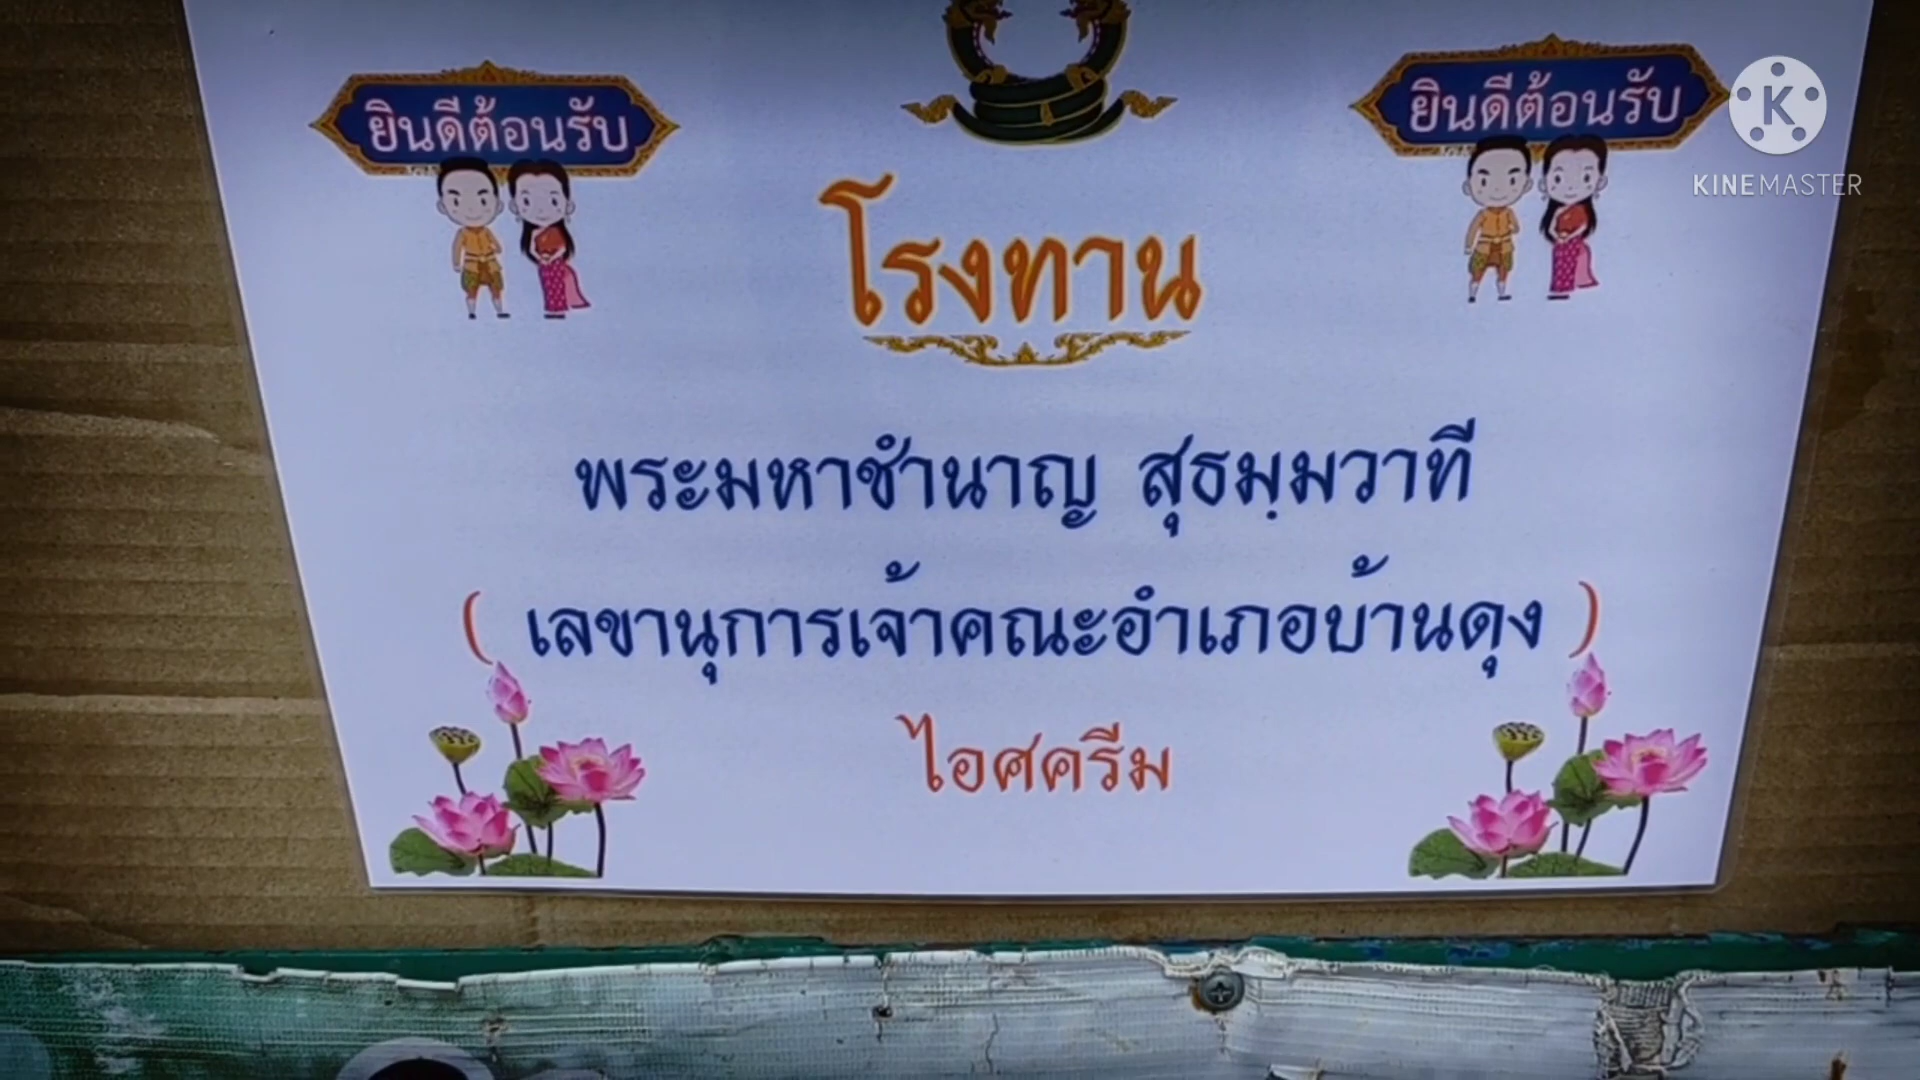 ยินดีต้อนรับ
ยินดีต้อนรับ
KINEMASTER
โรงทาน
พระมหาชำนาญ สุธมฺมวาที
( เลขานุการเจ้าคณะอำเภอบ้านดุง )
ไอศครีม